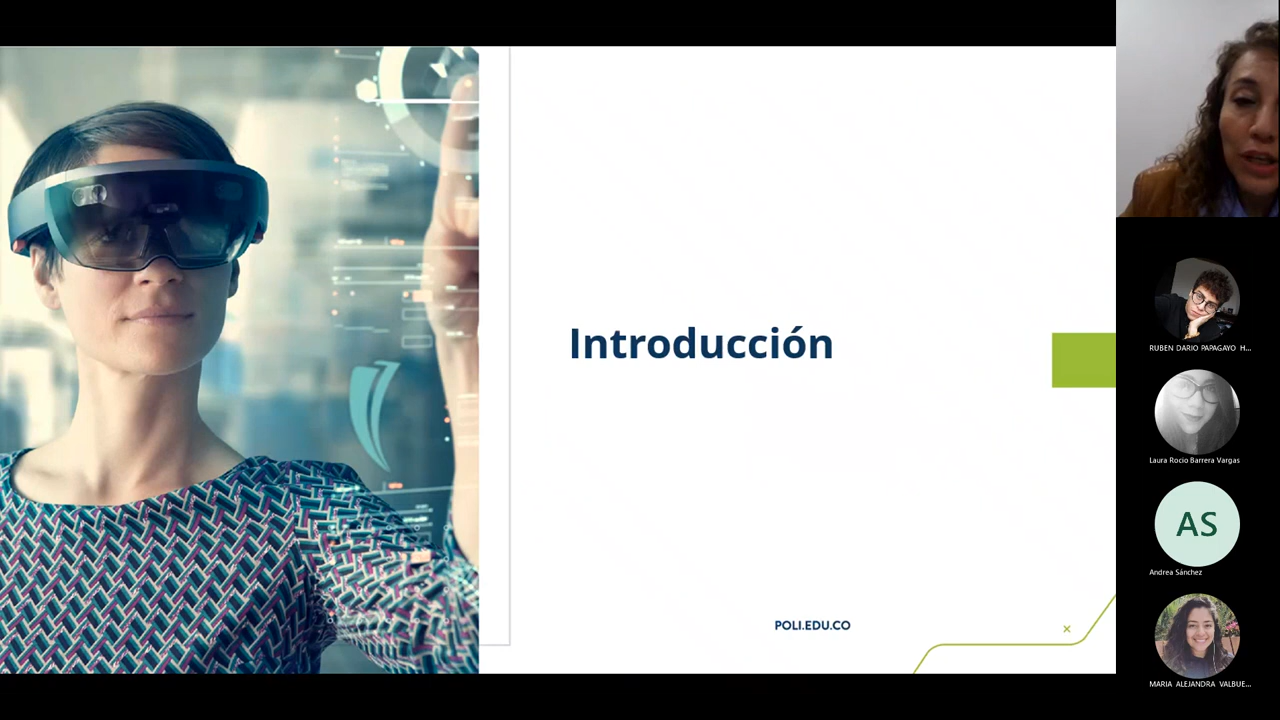 Introducción
POLI.EDU.CO
RUBEN DARIO PAPAGAYO H...
Laura Rocio Barrera Vargas
AS
Andrea Sánchez
MARIA ALEJANDRA VALBUE...